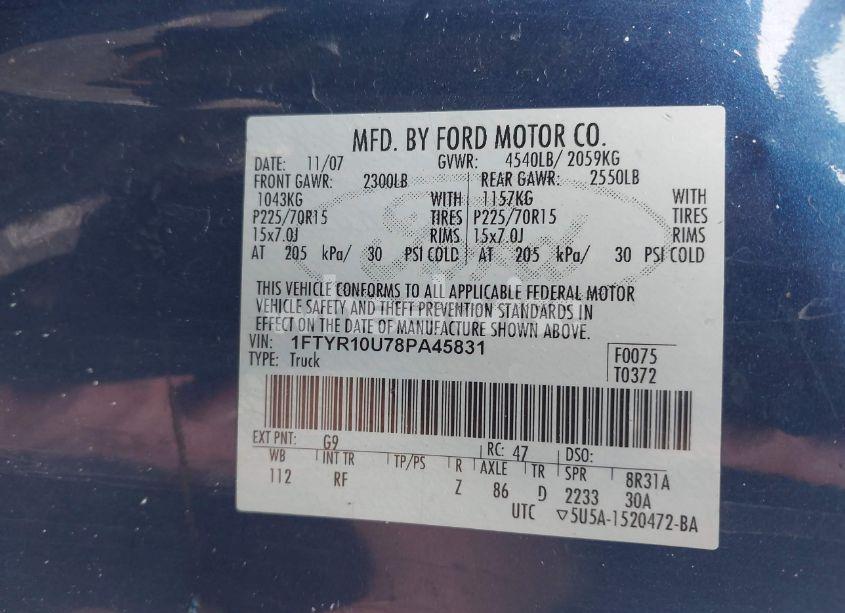 MFD. BY FORD MOTOR CO.
DATE: 11/07 GVWR: 4540LB/ 2059KG
FRONT GAWR: 2300LB REAR GAWR: 2550LB
1043KG WITH 1157KG WITH
P225/70R15 TIRES P225/70R15 TIRES
15x7.0J RIMS 15x7.0J RIMS
AT 205 kPa/ 30 PSI COLD AT 205 kPa/ 30 PSI COLD
THIS VEHICLE CONFORMS TO ALL APPLICABLE FEDERAL MOTOR
VEHICLE SAFETY AND THEFT PREVENTION STANDARDS IN
EFFECT ON THE DATE OF MANUFACTURE SHOWN ABOVE.
VIN: 1FTYR10U78PA45831
TYPE: Truck
F0075
T0372
EXT PNT: G9 RC: 47 DSO:
WB INT TR TP/PS R AXLE TR SPR 8R31A
112 RF Z 86 D 2233 30A
UTC ▽5U5A-1520472-BA